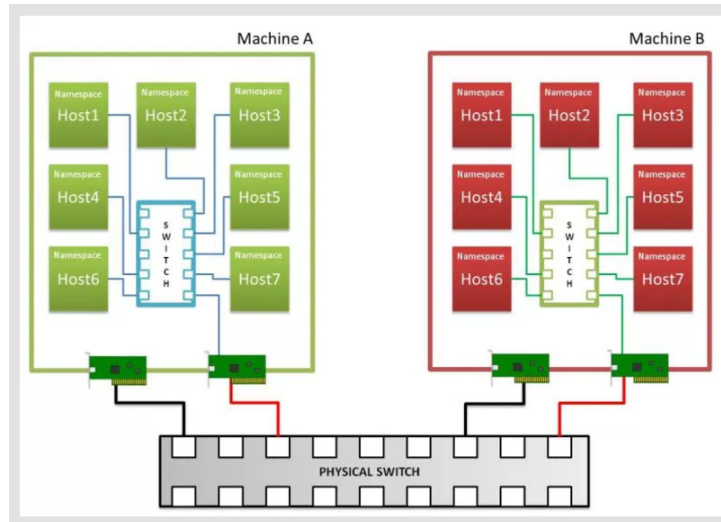 Machine A
Machine B
Namespace
Host1
Namespace
Host2
Namespace
Host3
Namespace
Host4
SWITCH
Namespace
Host5
Namespace
Host6
Namespace
Host7
Namespace
Host1
Namespace
Host2
Namespace
Host3
Namespace
Host4
SWITCH
Namespace
Host5
Namespace
Host6
Namespace
Host7
PHYSICAL SWITCH